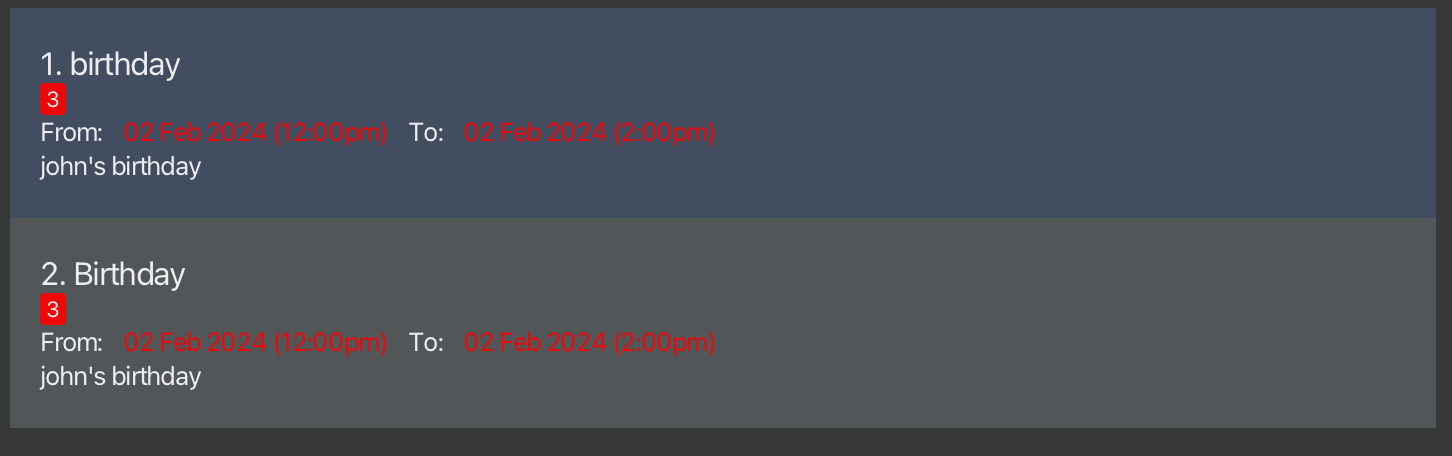 1. birthday
3
From: 02 Feb 2024 (12:00pm) To: 02 Feb 2024 (2:00pm)
john's birthday
2. Birthday
3
From: 02 Feb 2024 (12:00pm) To: 02 Feb 2024 (2:00pm)
john's birthday